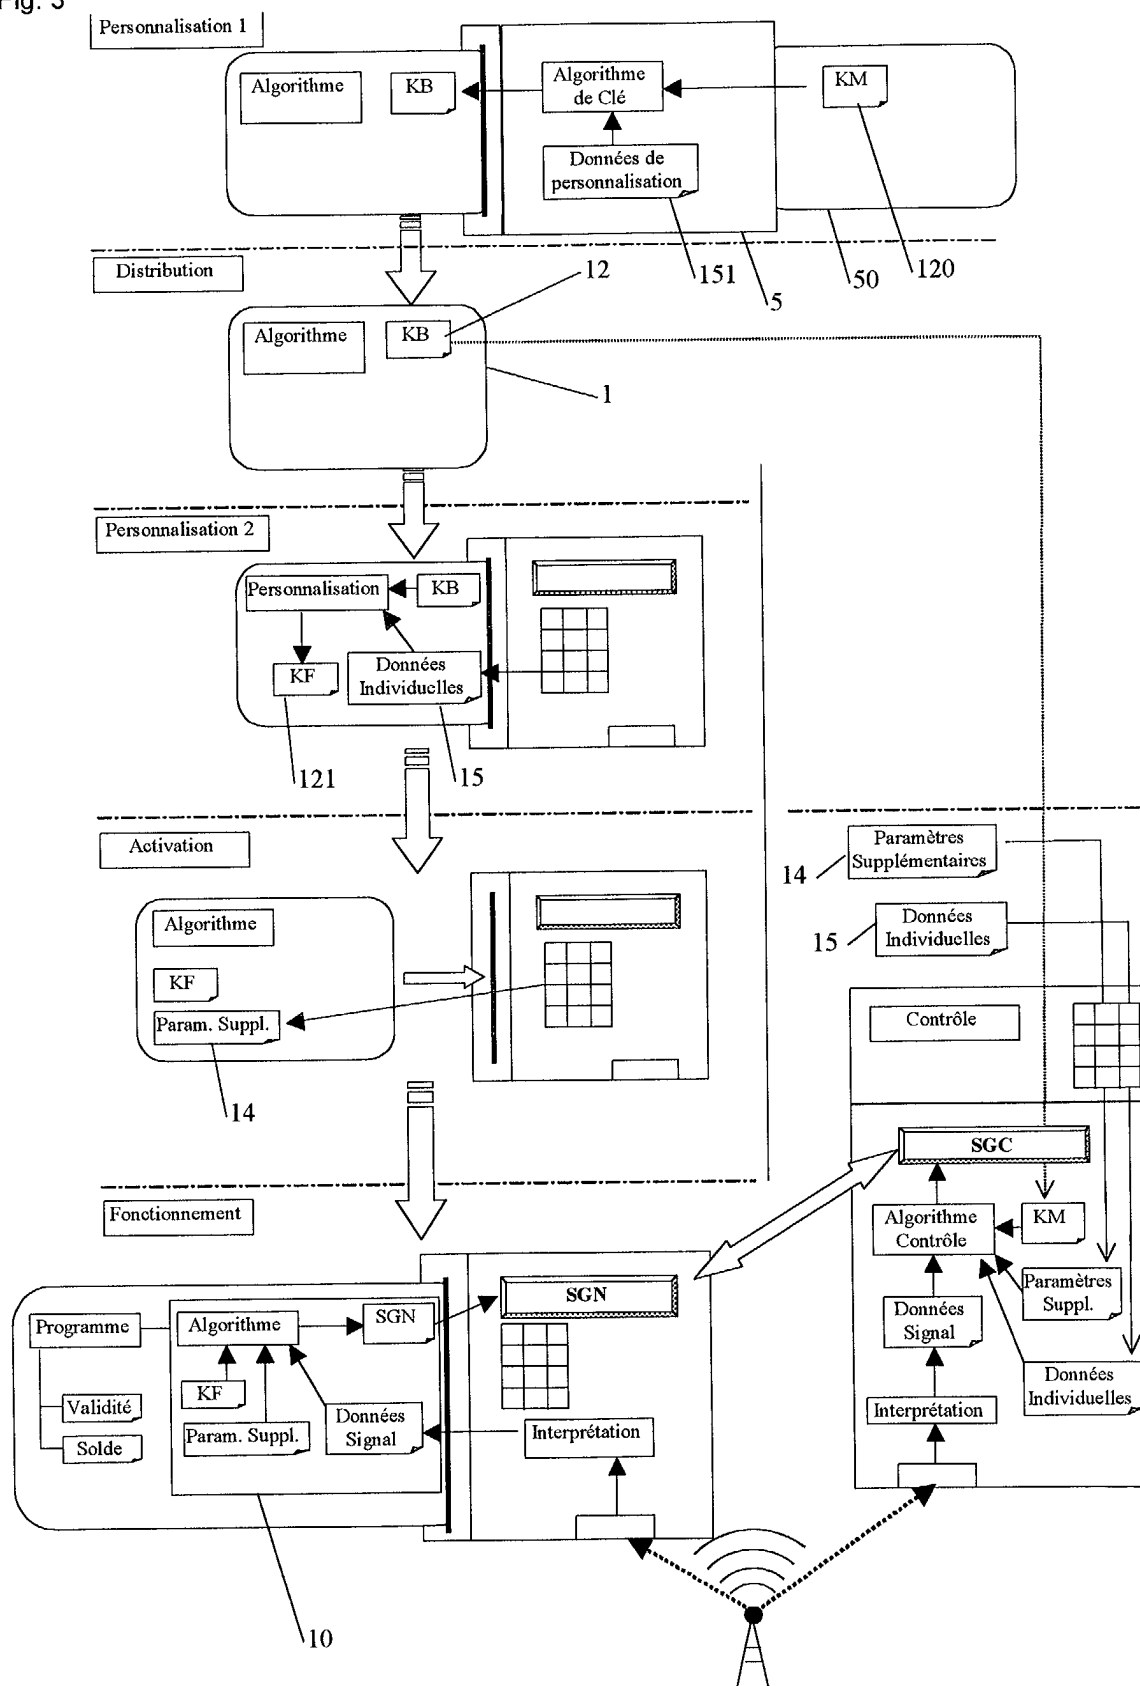 Fig. 3
Personnalisation 1
Algorithme
KB
Algorithme
de Clé
KM
Données de
personnalisation
151
5
50
120
Distribution
12
Algorithme
KB
1
Personnalisation 2
Personnalisation
KB
KF
Données
Individuelles
121
15
Activation
Algorithme
KF
Param. Suppl.
14
14
Paramètres
Supplémentaires
15
Données
Individuelles
Contrôle
SGC
Algorithme
Contrôle
KM
Paramètres
Suppl.
Données
Signal
Données
Individuelles
Interprétation
Fonctionnement
Programme
Algorithme
SGN
SGN
KF
Validité
Param. Suppl.
Données
Signal
Interprétation
Solde
10